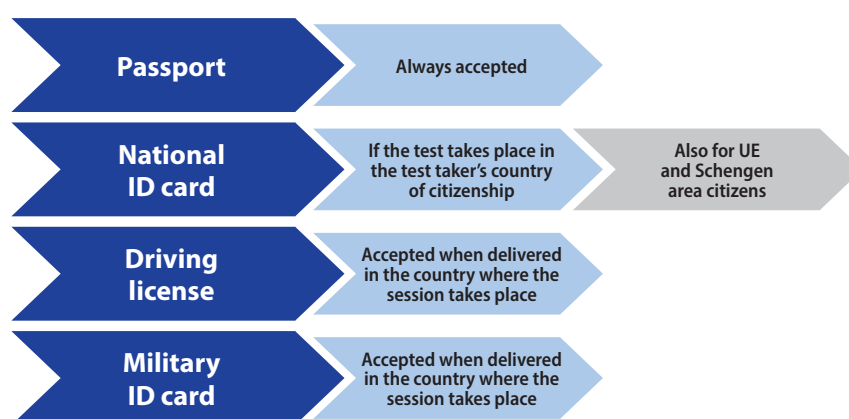 Passport
Always accepted
National
ID card
If the test takes place in
the test taker's country
of citizenship
Also for UE
and Schengen
area citizens
Driving
license
Accepted when delivered
in the country where the
session takes place
Military
ID card
Accepted when delivered
in the country where the
session takes place